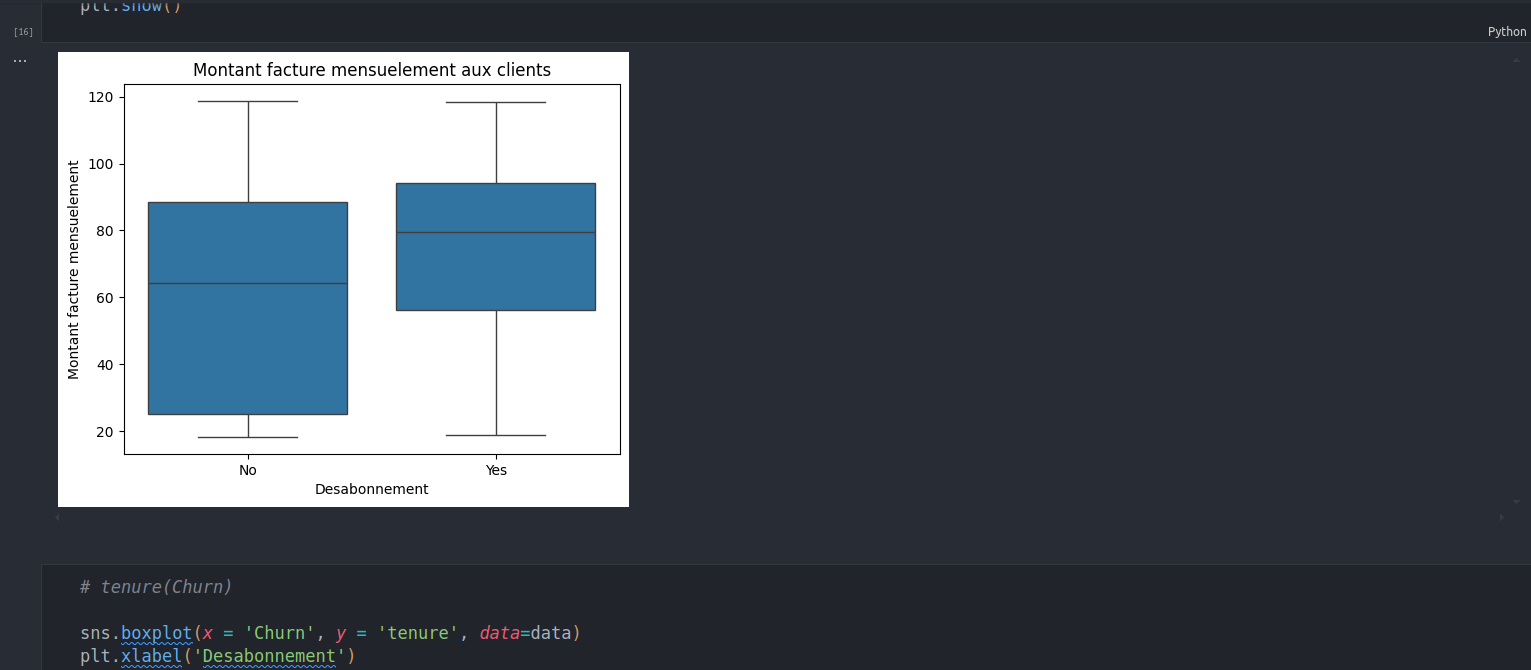 plt.show()
[16]
Python
...
Montant facture mensuelement aux clients
Montant facture mensuelement
120
100
80
60
40
20
No Yes
Desabonnement
# tenure(Churn)
sns.boxplot(x = 'Churn', y = 'tenure', data=data)
plt.xlabel('Desabonnement')